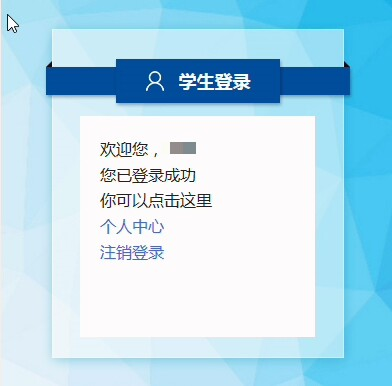 学生登录
欢迎您，
您已登录成功
你可以点击这里
个人中心
注销登录